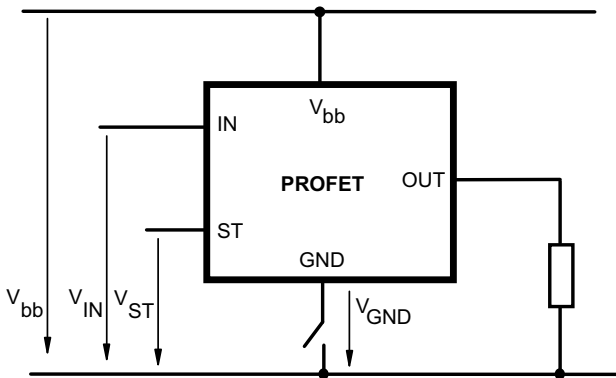 Vbb
IN
PROFET
OUT
ST
GND
Vbb
VIN
VST
VGND